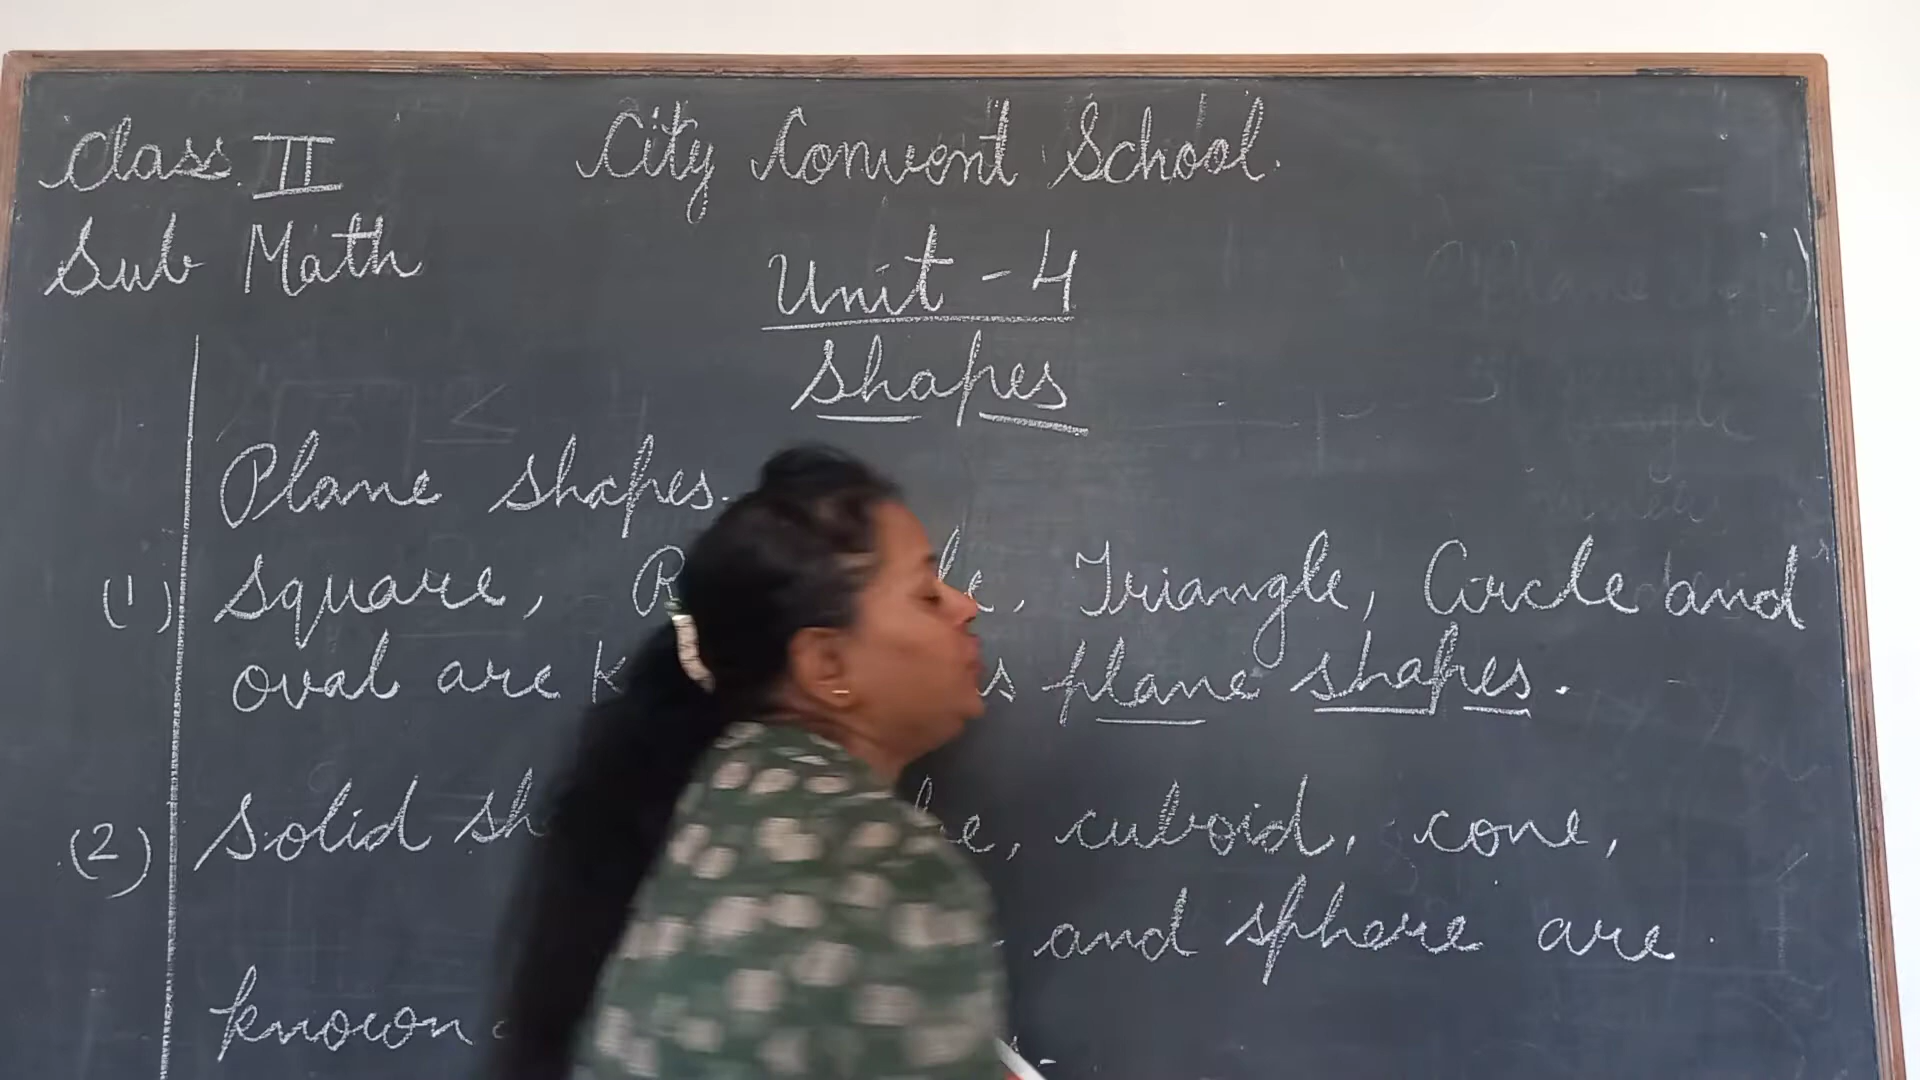 City Convent School.
Class. II
Sub Math
Unit - 4
Shapes
Plane shapes.
(1) Square, Triangle, Circle and
oval are plane shapes.
(2) Solid cuboid, cone,
and sphere are.
known